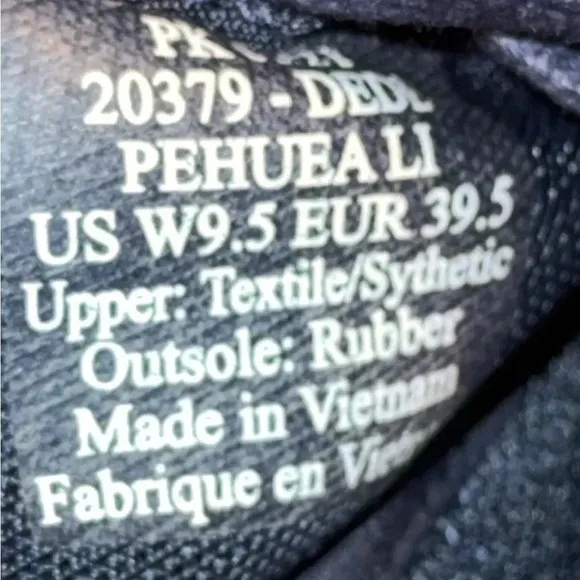 20379 - DEDL
PEHUEA LI
US W9.5 EUR 39.5
Upper: Textile/Sythetic
Outsole: Rubber
Made in Vietnam
Fabrique en